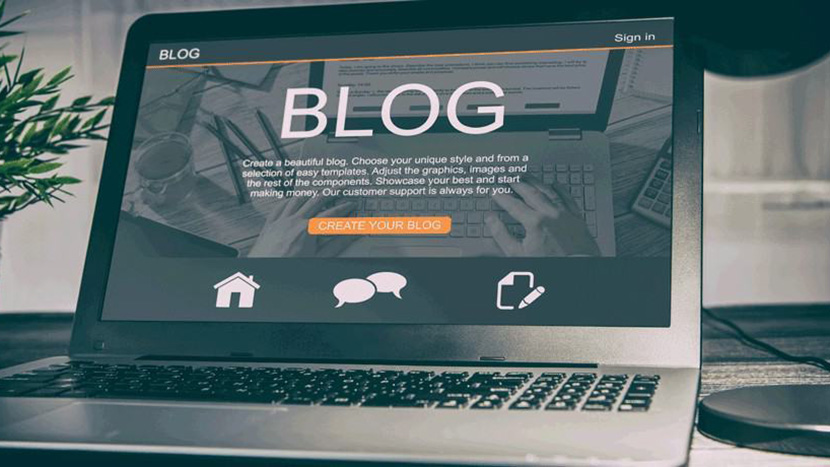 BLOG
Sign in
BLOG
Create a beautiful blog. Choose your unique style and from a
selection of easy templates. Adjust the graphics, images and
the rest of the components. Showcase your best and start
making money. Our customer support is always for you.
CREATE YOUR BLOG